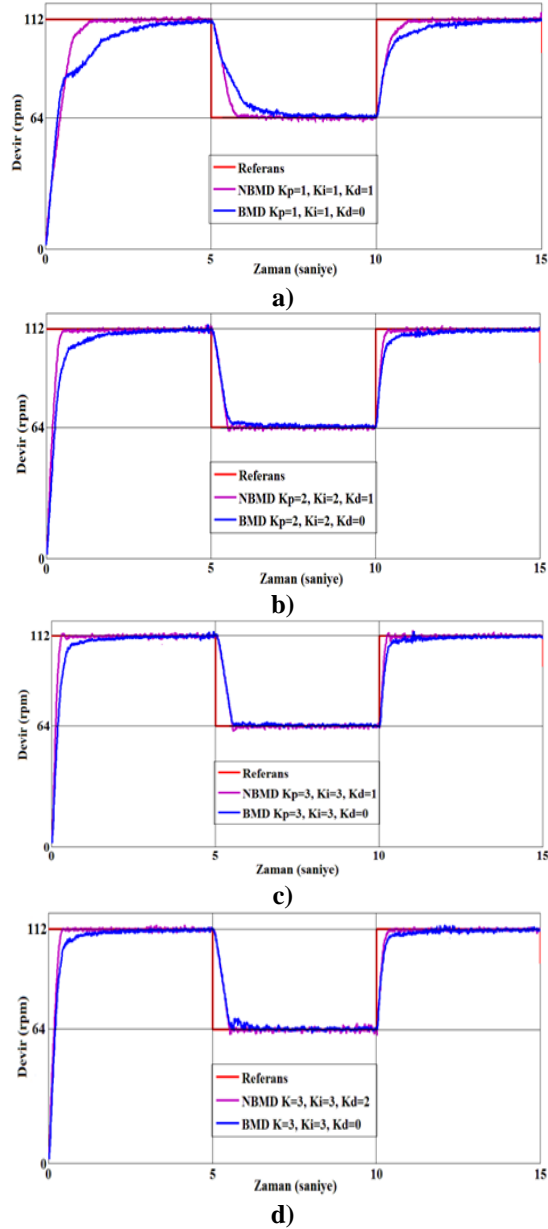 112
64
0
Devir (rpm)
Referans
NBMD Kp=1, Ki=1, Kd=1
BMD Kp=1, Ki=1, Kd=0
0
5
10
15
Zaman (saniye)
a)
112
64
0
Devir (rpm)
Referans
NBMD Kp=2, Ki=2, Kd=1
BMD Kp=2, Ki=2, Kd=0
0
5
10
15
Zaman (saniye)
b)
112
64
0
Devir (rpm)
Referans
NBMD Kp=3, Ki=3, Kd=1
BMD Kp=3, Ki=3, Kd=0
0
5
10
15
Zaman (saniye)
c)
112
64
0
Devir (rpm)
Referans
NBMD K=3, Ki=3, Kd=2
BMD K=3, Ki=3, Kd=0
0
5
10
15
Zaman (saniye)
d)